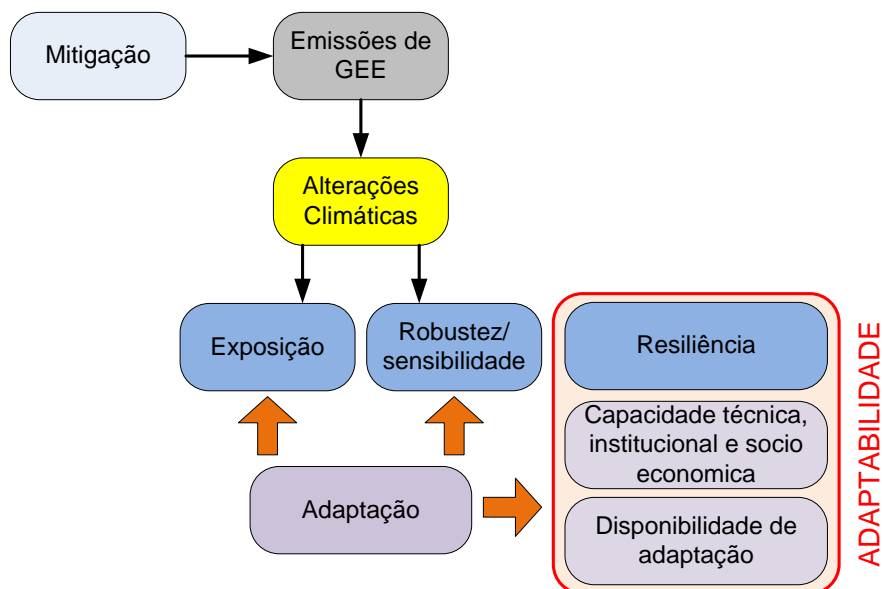 Mitigação
Emissões de
GEE
Alterações
Climáticas
Exposição
Robustez/
sensibilidade
Resiliência
Capacidade técnica,
institucional e socio
economica
Adaptação
Disponibilidade de
adaptação
ADAPTABILIDADE